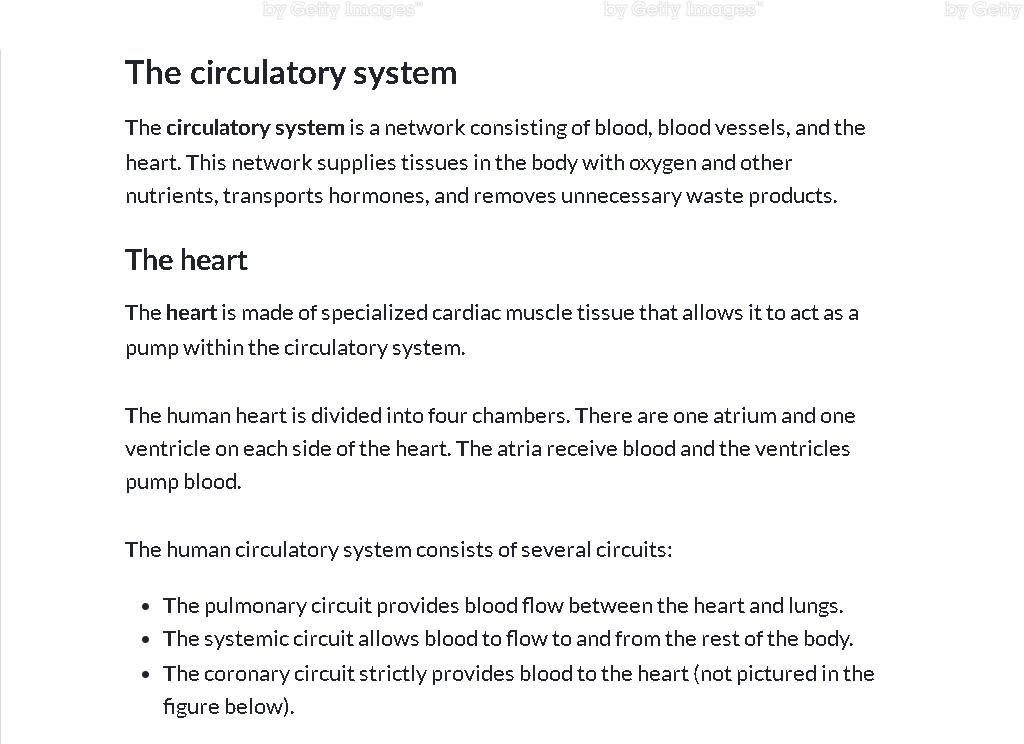 by Getty Images™ by Getty Images™ by Getty
The circulatory system
The circulatory system is a network consisting of blood, blood vessels, and the
heart. This network supplies tissues in the body with oxygen and other
nutrients, transports hormones, and removes unnecessary waste products.
The heart
The heart is made of specialized cardiac muscle tissue that allows it to act as a
pump within the circulatory system.
The human heart is divided into four chambers. There are one atrium and one
ventricle on each side of the heart. The atria receive blood and the ventricles
pump blood.
The human circulatory system consists of several circuits:
• The pulmonary circuit provides blood flow between the heart and lungs.
• The systemic circuit allows blood to flow to and from the rest of the body.
• The coronary circuit strictly provides blood to the heart (not pictured in the
figure below).